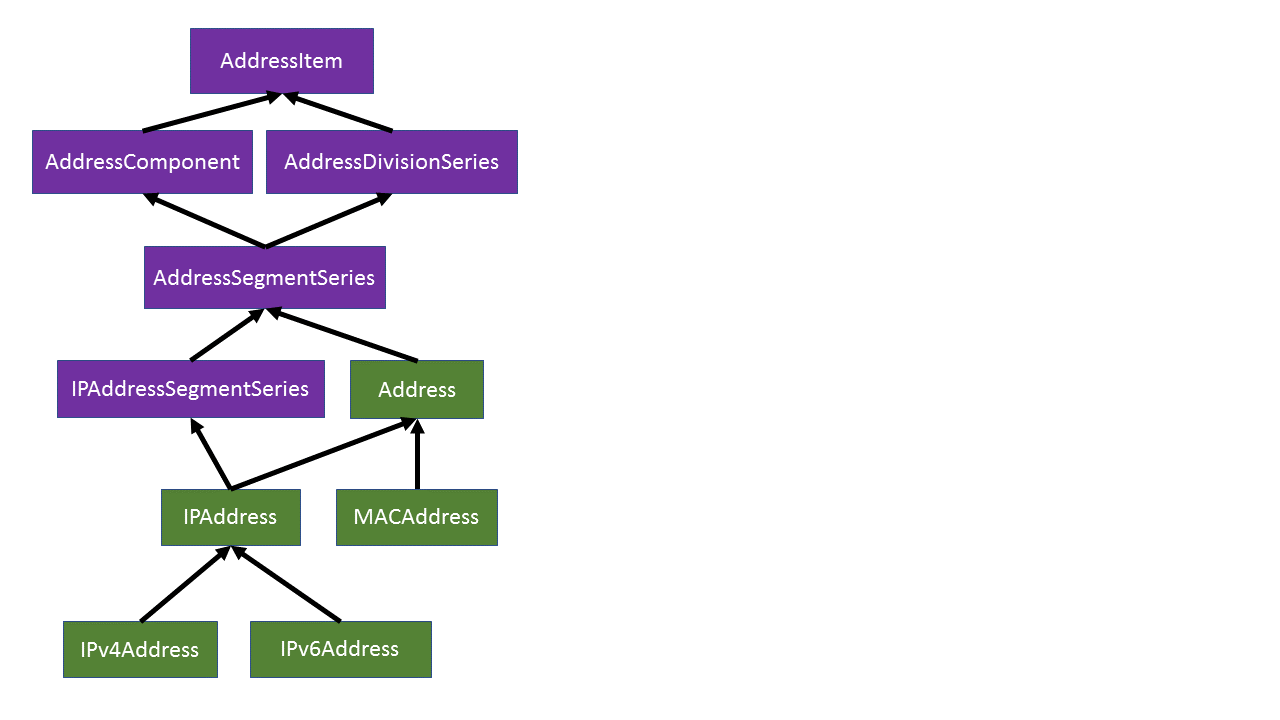 AddressItem
AddressComponent
AddressDivisionSeries
AddressSegmentSeries
IPAddressSegmentSeries
Address
IPAddress
MACAddress
IPv4Address
IPv6Address